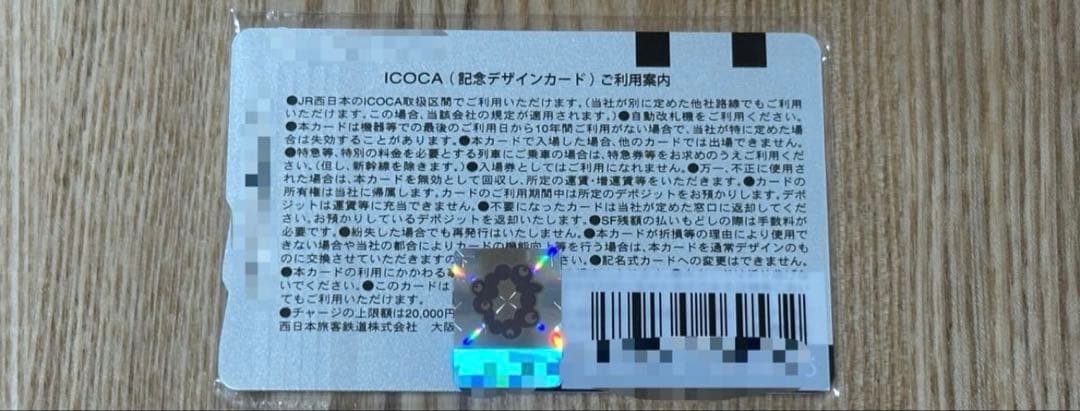 ICOCA(記念デザインカード)ご利用案内
●JR西日本のICOCA取扱区間でご利用いただけます。(当社が別に定めた他社路線でもご利用
いただけます。この場合、当該会社の規定が適用されます。)●自動改札機をご利用ください。
●本カードは機器等での最後のご利用日から10年間ご利用がない場合で、当社が特に定めた場
合は失効することがあります。●本カードで入場した場合、他のカードでは出場できません。
●特急等、特別の料金を必要とする列車にご乗車の場合は、特急券等をお求めのうえご利用くだ
さい。(但し、新幹線を除きます。)●入場券としてはご利用になれません。●万一、不正に使用さ
れた場合は、本カードを無効として回収し、所定の運賃・増運賃等をいただきます。●カードの
所有権は当社に帰属します。カードのご利用期間中は所定のデポジットをお預かりします。デポ
ジットは運賃等に充当できません。●不要になったカードは当社が定めた窓口に返却してくだ
さい。お預かりしているデポジットを返却いたします。●SF残額の払いもどしの際は手数料が
必要です。●紛失した場合でも再発行はいたしません。●本カードが折損等の理由により使用で
きない場合や当社の都合によりカードの機能向上等を行う場合は、本カードを通常デザインのも
のに交換させていただきます。●記名式カードへの変更はできません。
●本カードの利用にかかわる
いでください。●このカードは
てもご利用いただけます。
●チャージの上限額は20,000円
西日本旅客鉄道株式会社 大阪